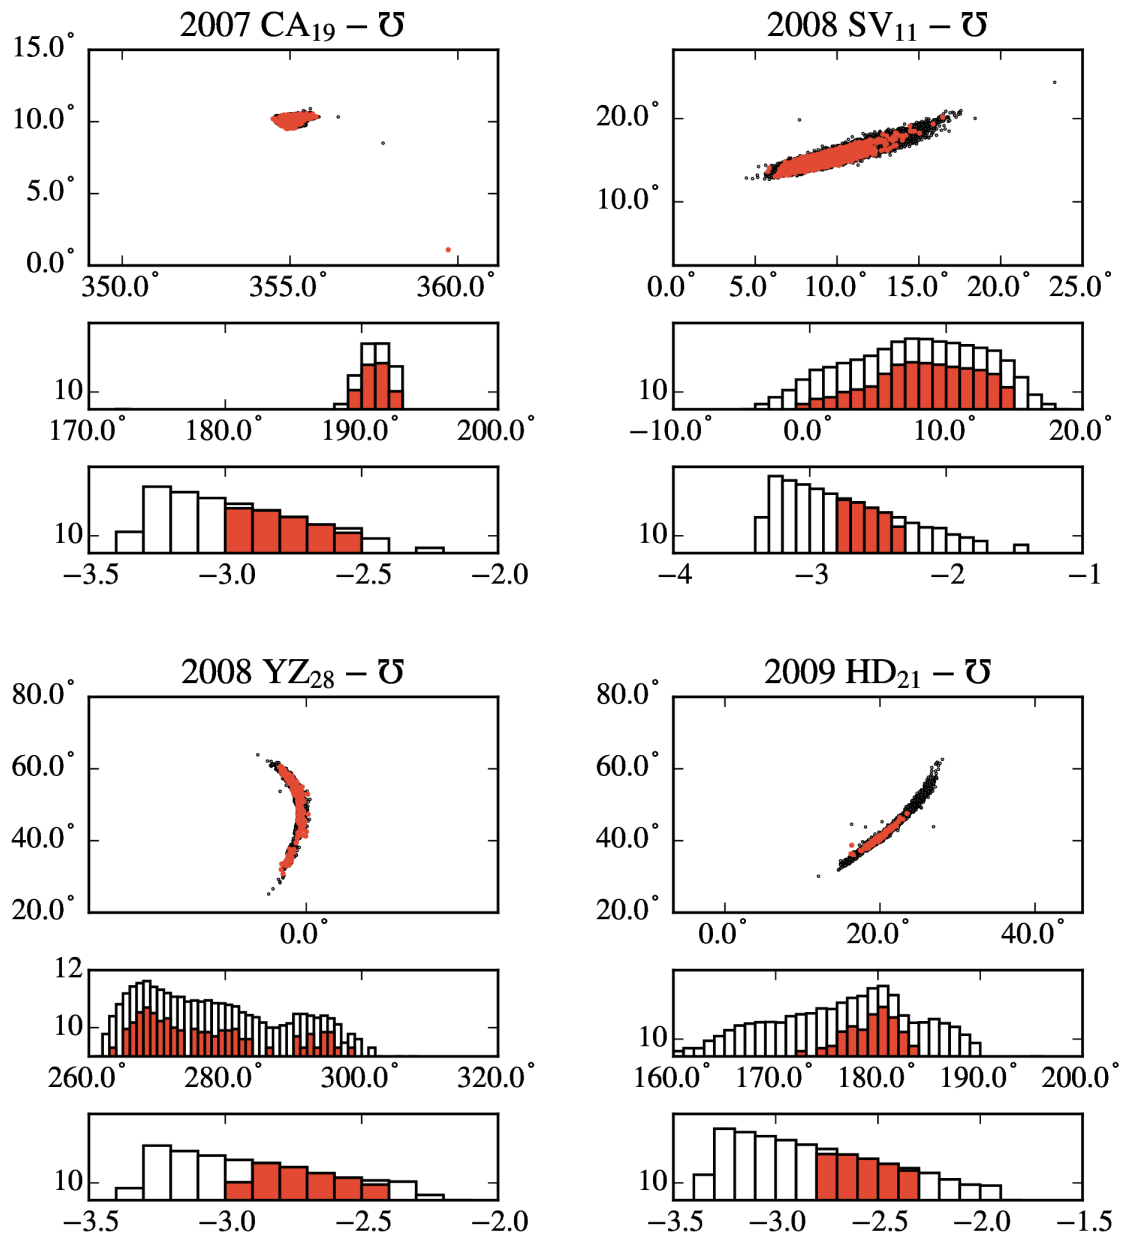 2007 CA₁₉ – ℧
2008 SV₁₁ – ℧
15.0°
10.0°
5.0°
0.0°
350.0° 355.0° 360.0°
20.0°
10.0°
0.0° 5.0° 10.0° 15.0° 20.0° 25.0°
10
170.0° 180.0° 190.0° 200.0°
10
−10.0° 0.0° 10.0° 20.0°
10
−3.5 −3.0 −2.5 −2.0
10
−4 −3 −2 −1
2008 YZ₂₈ – ℧
2009 HD₂₁ – ℧
80.0°
60.0°
40.0°
20.0°
0.0°
80.0°
60.0°
40.0°
20.0°
0.0° 20.0° 40.0°
12
10
260.0° 280.0° 300.0° 320.0°
10
160.0° 170.0° 180.0° 190.0° 200.0°
10
−3.5 −3.0 −2.5 −2.0
10
−3.5 −3.0 −2.5 −2.0 −1.5